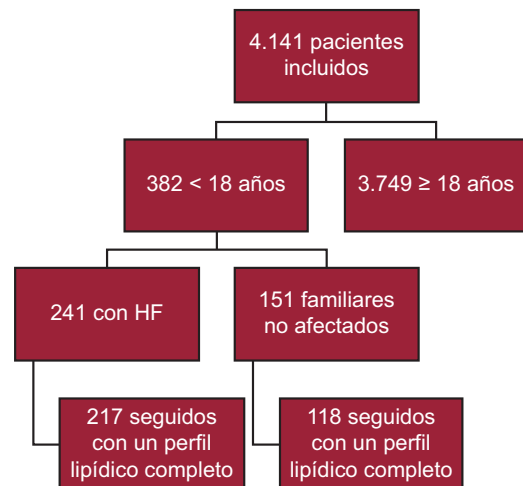 4.141 pacientes
incluidos
382 < 18 años
3.749 ≥ 18 años
241 con HF
151 familiares
no afectados
217 seguidos
con un perfil
lipídico completo
118 seguidos
con un perfil
lipídico completo